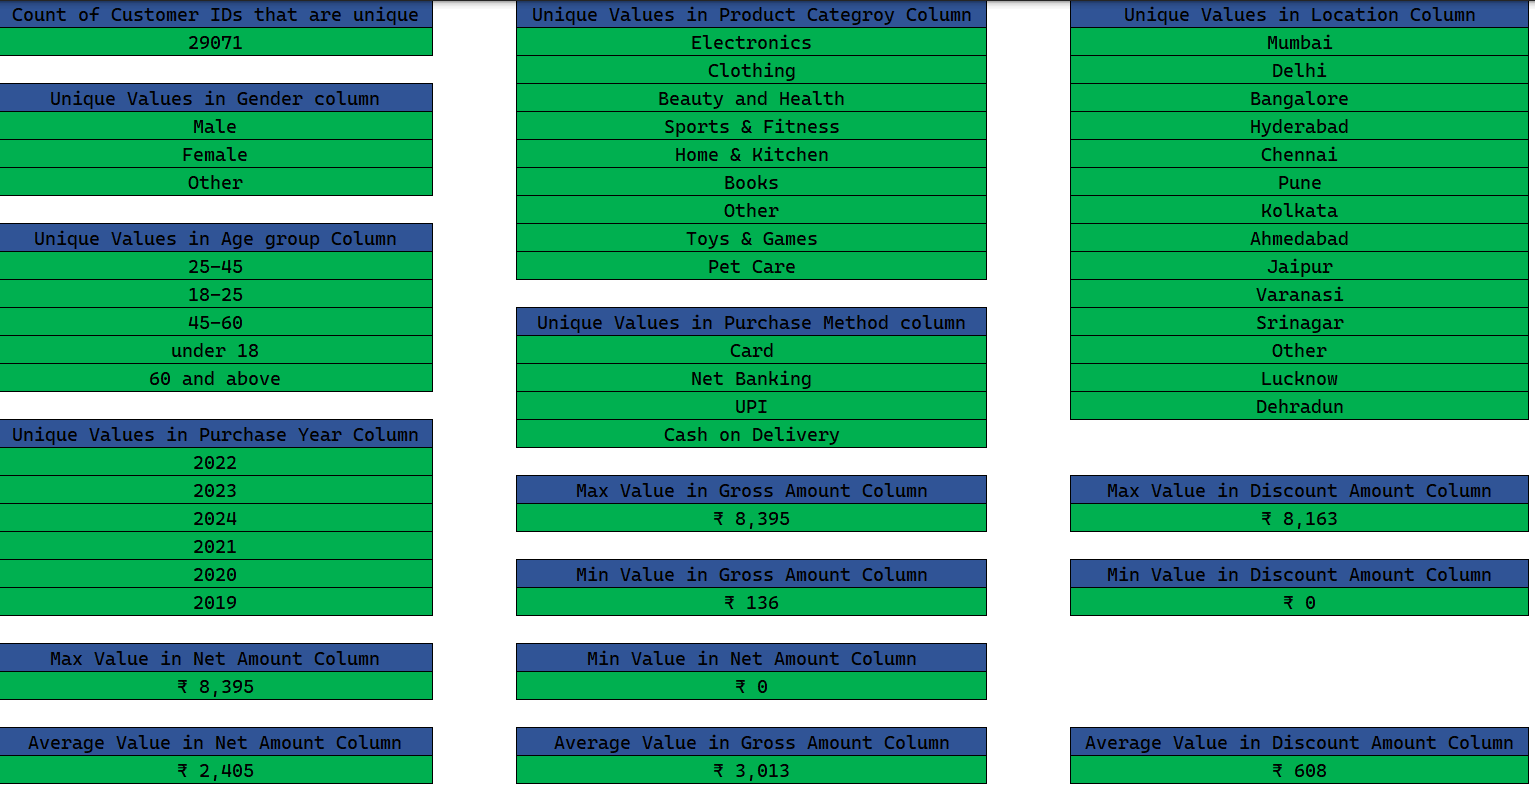 Count of Customer IDs that are unique
29071
Unique Values in Gender column
Male
Female
Other
Unique Values in Age group Column
25-45
18-25
45-60
under 18
60 and above
Unique Values in Purchase Year Column
2022
2023
2024
2021
2020
2019
Max Value in Net Amount Column
₹ 8,395
Average Value in Net Amount Column
₹ 2,405
Unique Values in Product Categroy Column
Electronics
Clothing
Beauty and Health
Sports & Fitness
Home & Kitchen
Books
Other
Toys & Games
Pet Care
Unique Values in Purchase Method column
Card
Net Banking
UPI
Cash on Delivery
Max Value in Gross Amount Column
₹ 8,395
Min Value in Gross Amount Column
₹ 136
Min Value in Net Amount Column
₹ 0
Average Value in Gross Amount Column
₹ 3,013
Unique Values in Location Column
Mumbai
Delhi
Bangalore
Hyderabad
Chennai
Pune
Kolkata
Ahmedabad
Jaipur
Varanasi
Srinagar
Other
Lucknow
Dehradun
Max Value in Discount Amount Column
₹ 8,163
Min Value in Discount Amount Column
₹ 0
Average Value in Discount Amount Column
₹ 608